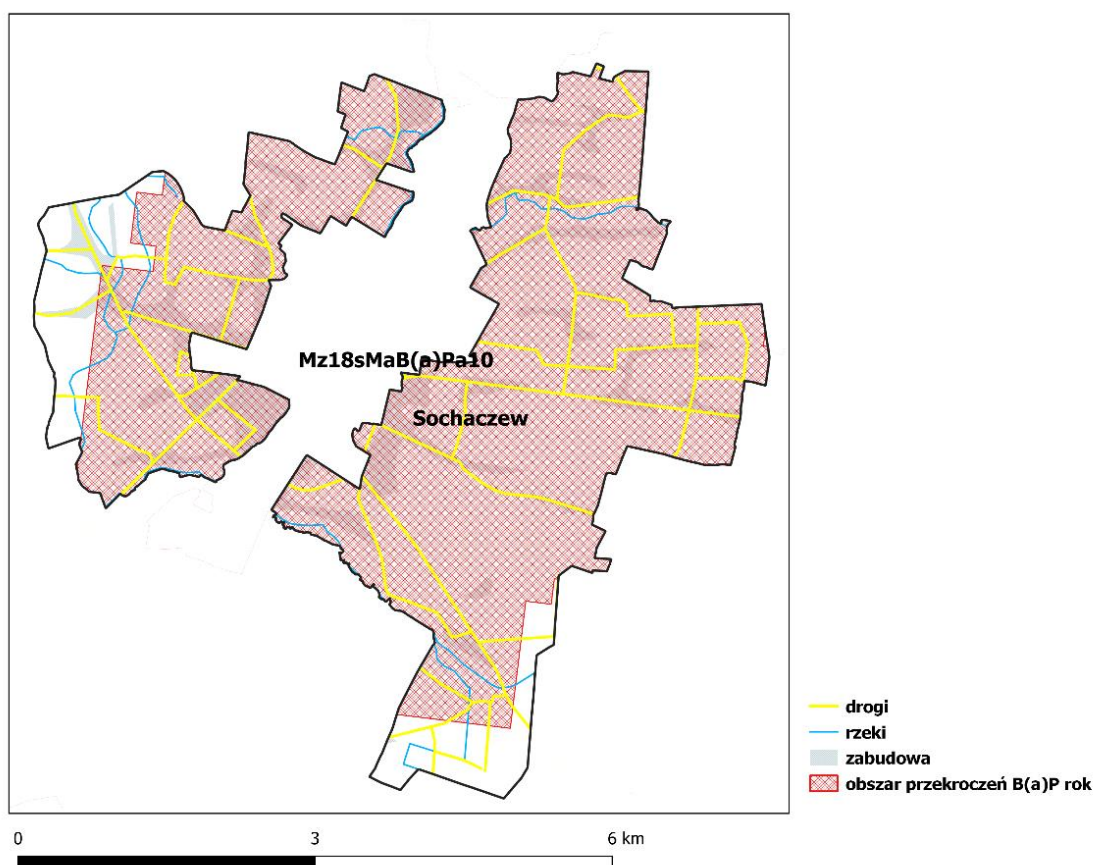 Mz18sMaB(a)Pa10
Sochaczew
drogi
rzeki
zabudowa
obszar przekroczeń B(a)P rok
0 3 6 km